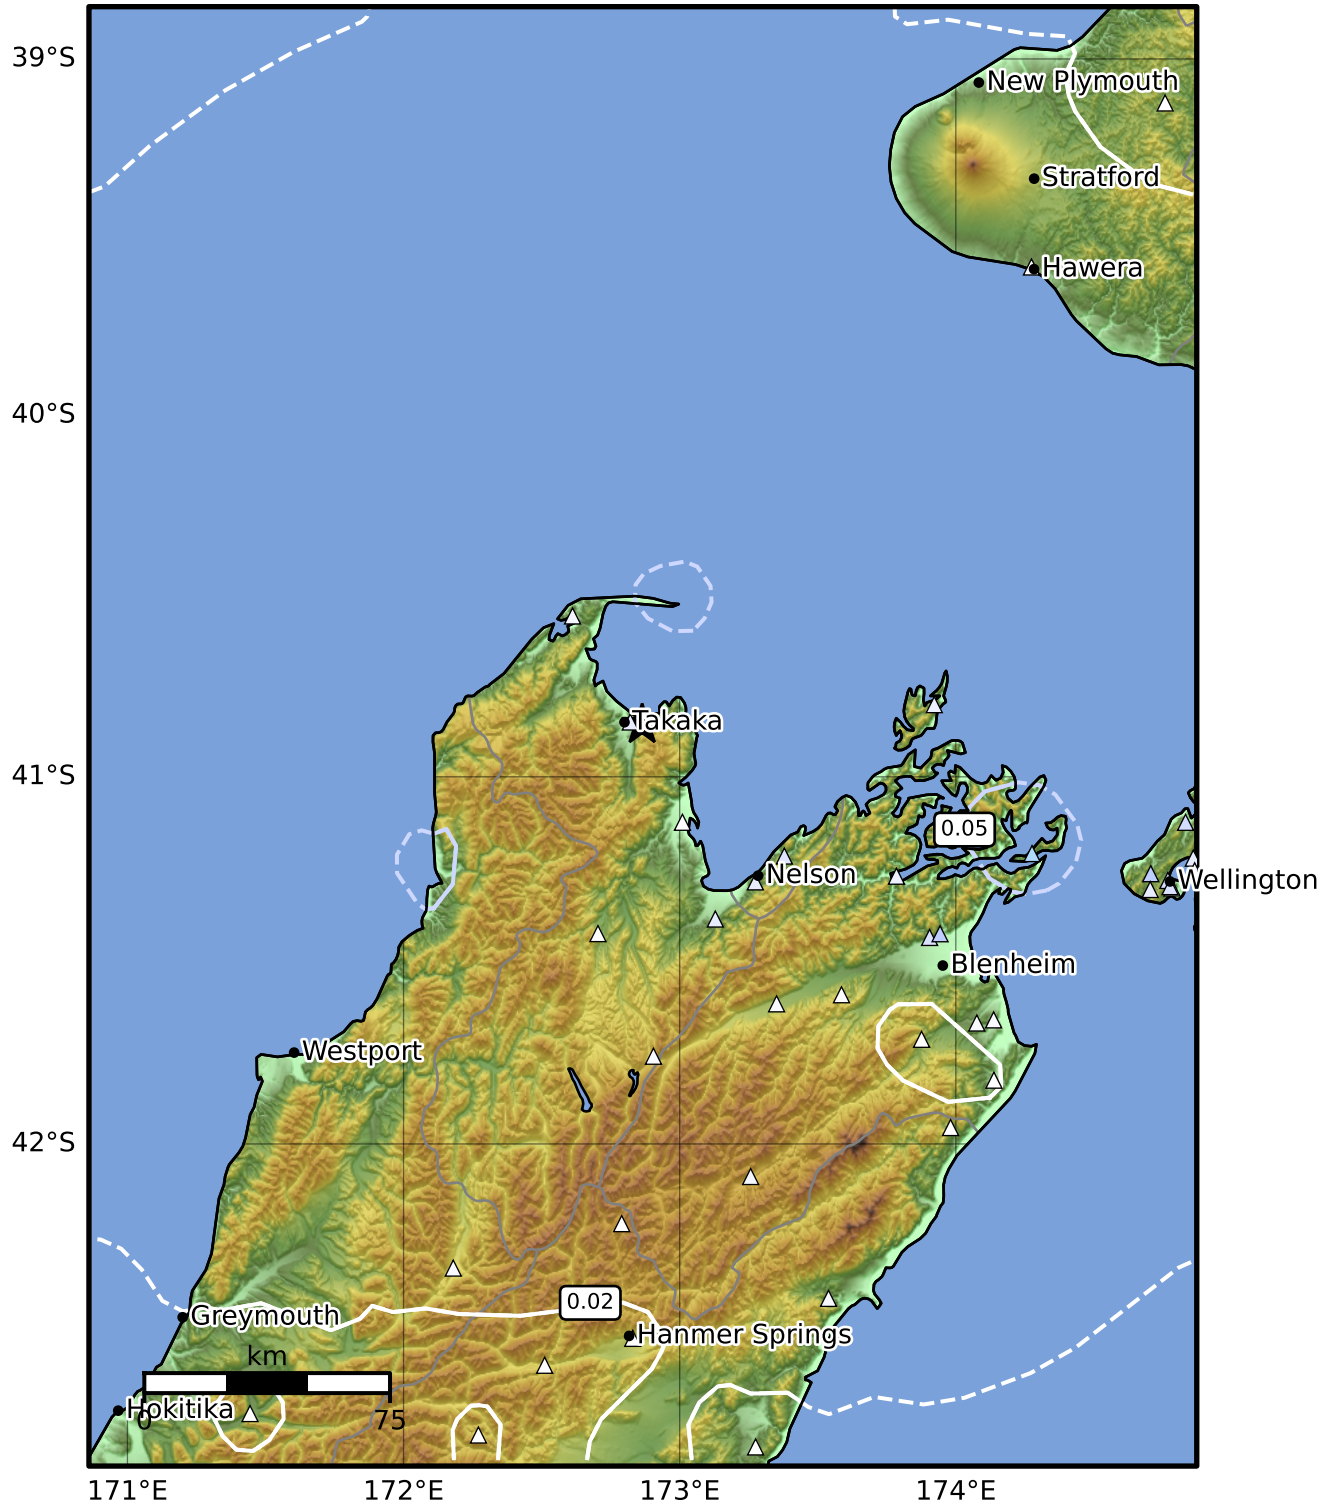 39°S
New Plymouth
Stratford
Hawera
40°S
Takaka
41°S
0.05
Nelson
Wellington
Blenheim
Westport
42°S
0.02
Greymouth
Hanmer Springs
km
Hokitika
0
75
171°E
172°E
173°E
174°E